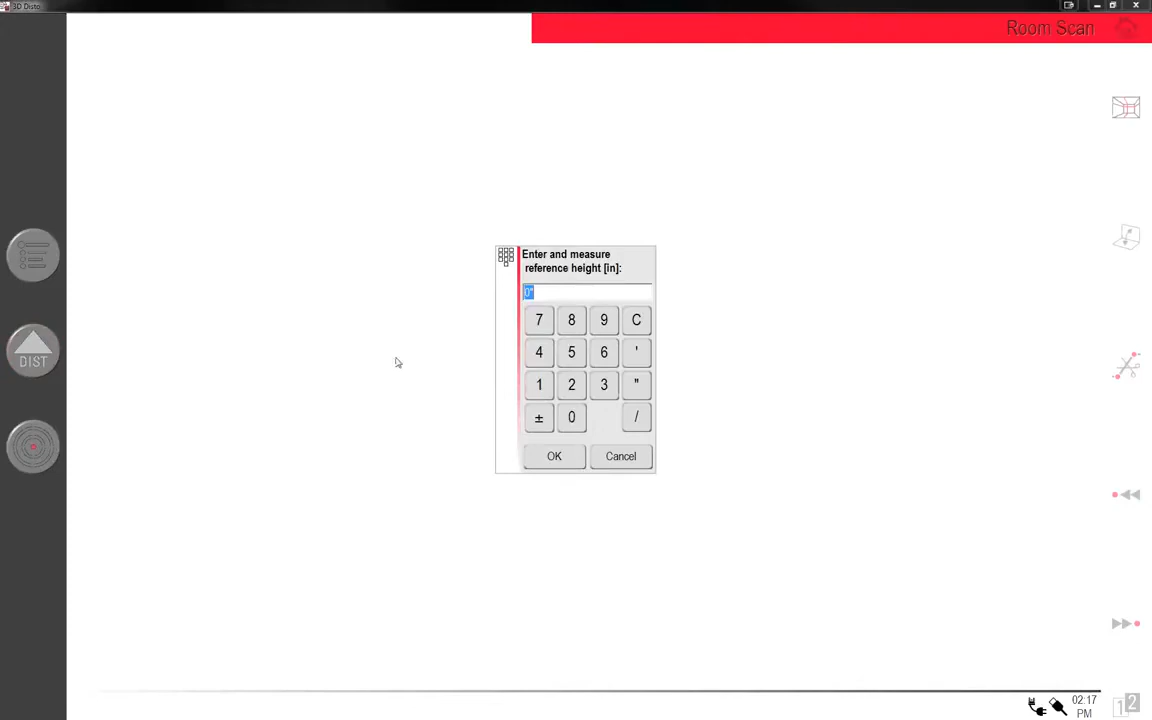 3D Disto
Room Scan
Enter and measure
reference height [in]:
0"
7 8 9 C
4 5 6 '
1 2 3 "
± 0 /
OK Cancel
DIST
02:17
PM
12